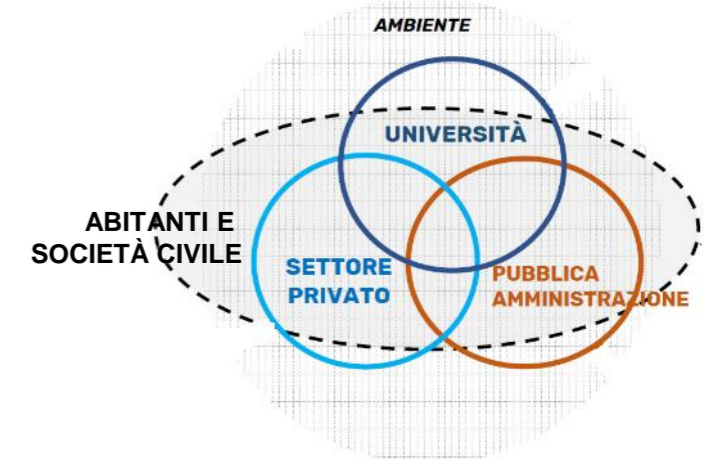 AMBIENTE
UNIVERSITÀ
ABITANTI E
SOCIETÀ CIVILE
SETTORE
PRIVATO
PUBBLICA
AMMINISTRAZIONE